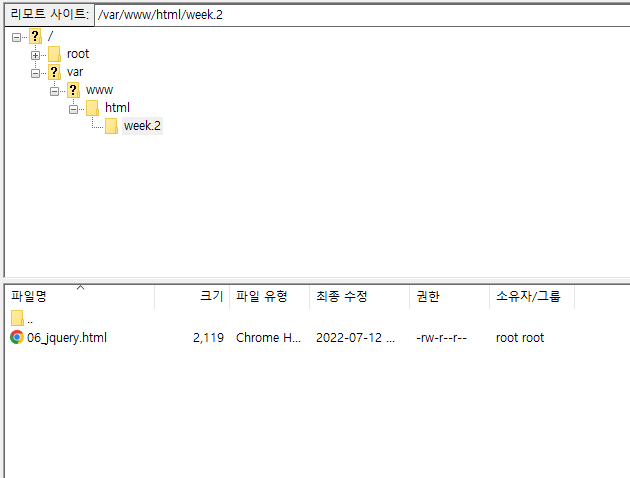 리모트 사이트: /var/www/html/week.2
/
root
var
www
html
week.2
파일명 크기 파일 유형 최종 수정 권한 소유자/그룹
..
06_jquery.html 2,119 Chrome H... 2022-07-12 ... -rw-r--r-- root root